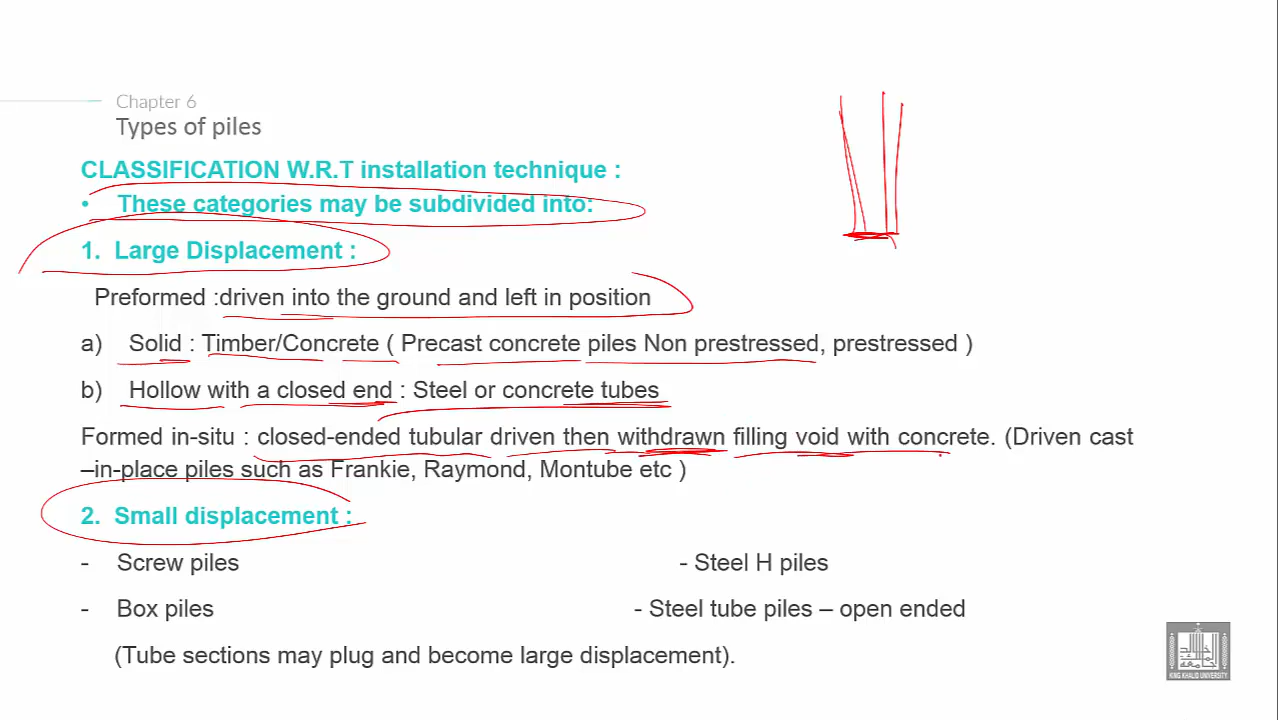 Chapter 6
Types of piles
CLASSIFICATION W.R.T installation technique :
• These categories may be subdivided into:
1. Large Displacement :
Preformed :driven into the ground and left in position
a) Solid : Timber/Concrete ( Precast concrete piles Non prestressed, prestressed )
b) Hollow with a closed end : Steel or concrete tubes
Formed in-situ : closed-ended tubular driven then withdrawn filling void with concrete. (Driven cast
–in-place piles such as Frankie, Raymond, Montube etc )
2. Small displacement :
- Screw piles - Steel H piles
- Box piles - Steel tube piles – open ended
(Tube sections may plug and become large displacement).
KING KHALID UNIVERSITY